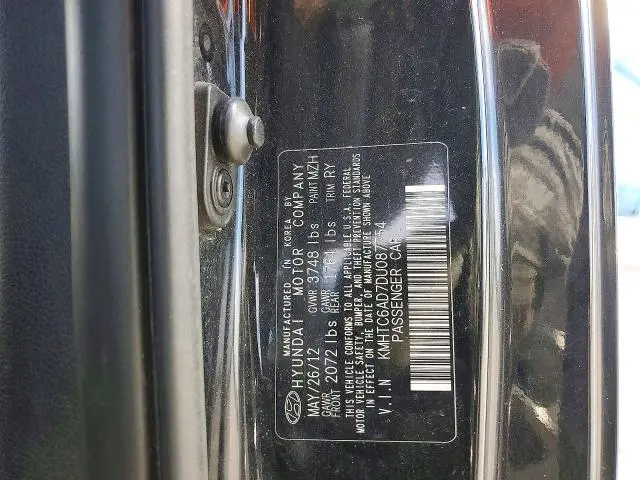 MANUFACTURED IN KOREA BY
HYUNDAI MOTOR COMPANY
MAY/26/12 GVWR 3748 lbs PAINT MZH
GAWR FRONT 2072 lbs GAWR REAR 1761 lbs TRIM RY
THIS VEHICLE CONFORMS TO ALL APPLICABLE U.S.A. FEDERAL
MOTOR VEHICLE SAFETY, BUMPER, AND THEFT PREVENTION STANDARDS
IN EFFECT ON THE DATE OF MANUFACTURE SHOWN ABOVE
V.I.N
PASSENGER CAR